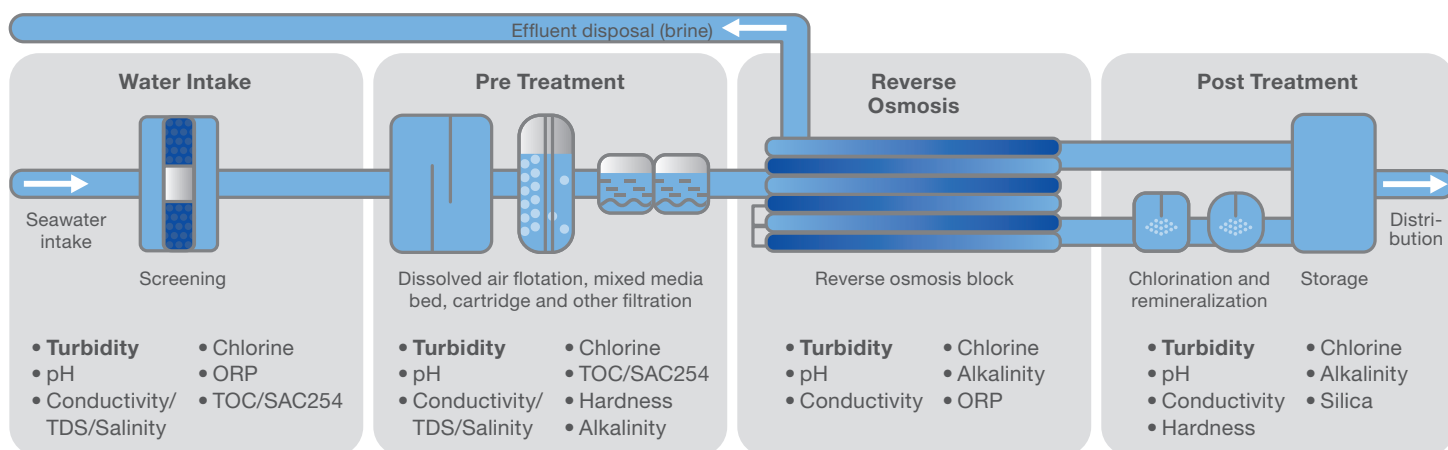 Effluent disposal (brine)
Water Intake
Seawater
intake
Screening
• Turbidity
• pH
• Conductivity/
TDS/Salinity
• Chlorine
• ORP
• TOC/SAC254
Pre Treatment
Dissolved air flotation, mixed media
bed, cartridge and other filtration
• Turbidity
• pH
• Conductivity/
TDS/Salinity
• Chlorine
• TOC/SAC254
• Hardness
• Alkalinity
Reverse
Osmosis
Reverse osmosis block
• Turbidity
• pH
• Conductivity
• Chlorine
• Alkalinity
• ORP
Post Treatment
Distri-
bution
Chlorination and
remineralization
Storage
• Turbidity
• pH
• Conductivity
• Hardness
• Chlorine
• Alkalinity
• Silica